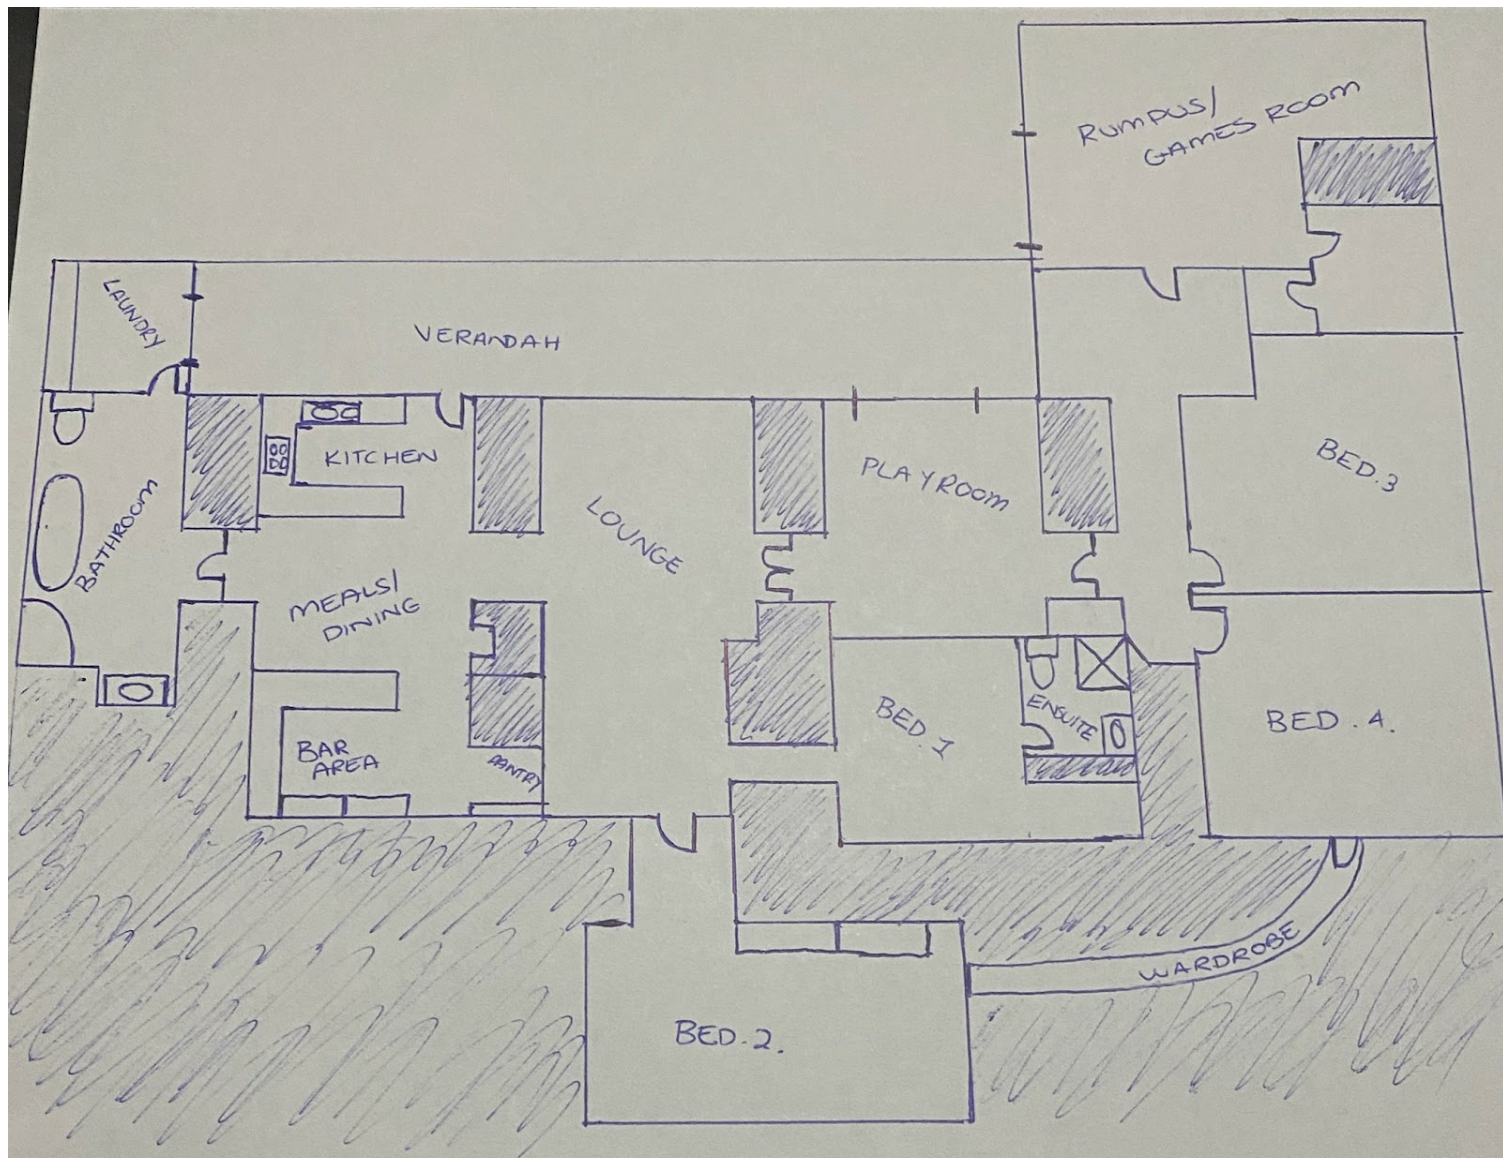 RUMPUS/
GAMES ROOM
LAUNDRY
VERANDAH
KITCHEN
PLAYROOM
BED.3
BATHROOM
LOUNGE
MEALS/
DINING
BED.1
ENSUITE
BED.4.
BAR
AREA
PANTRY
WARDROBE
BED.2.